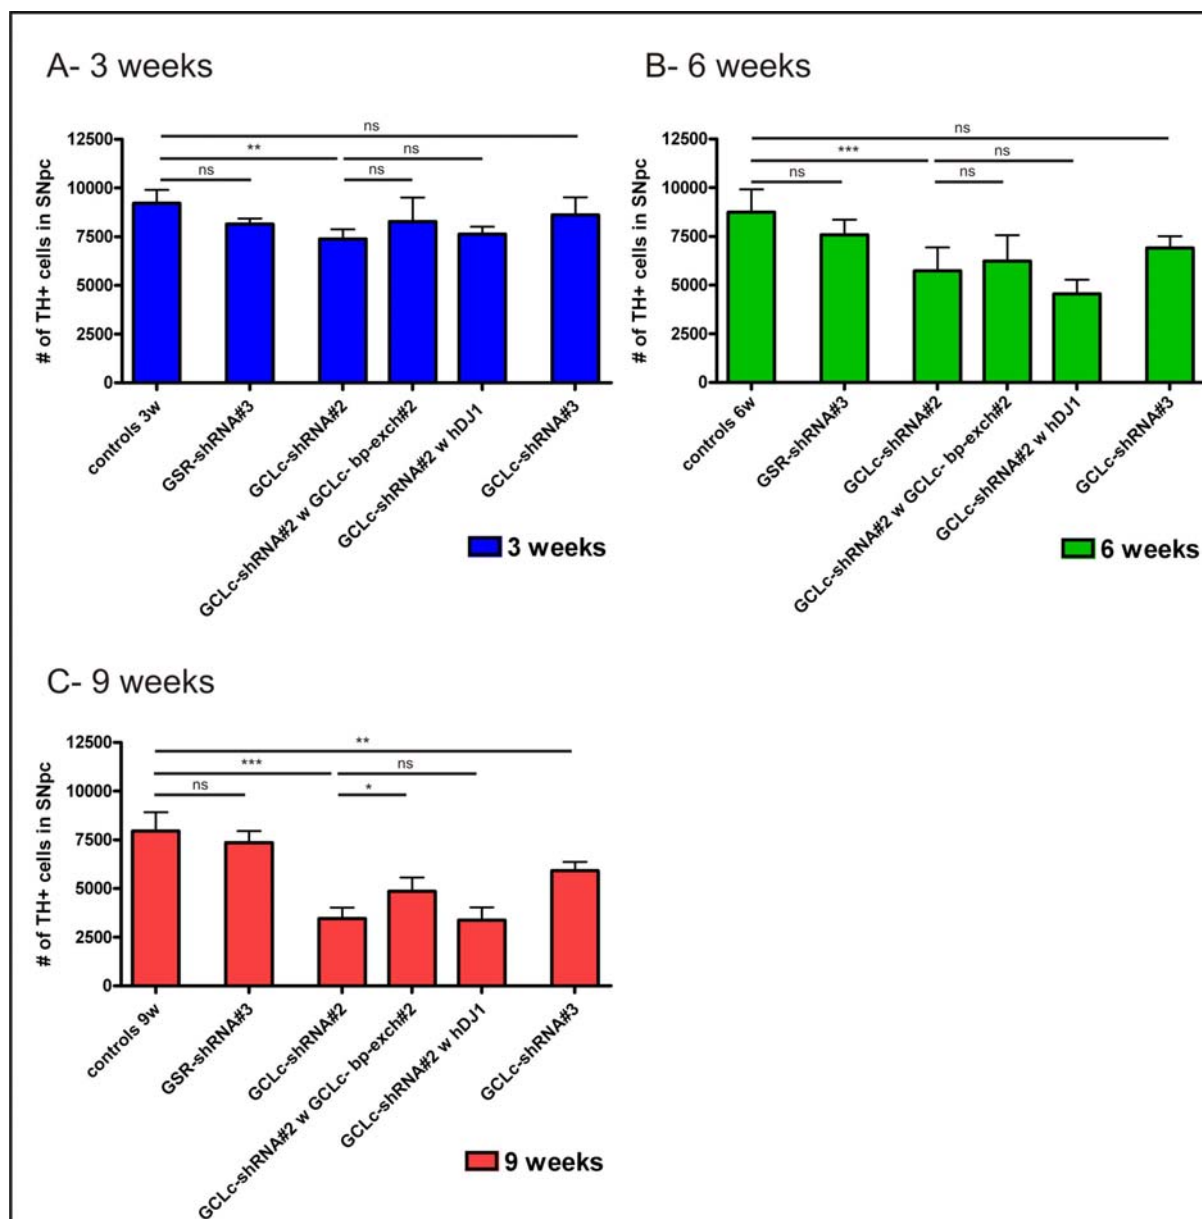 A- 3 weeks
# of TH+ cells in SNpc
12500
10000
7500
5000
2500
0
ns
**
ns
ns
ns
controls 3w
GSR-shRNA#3
GCLc-shRNA#2
GCLc-shRNA#2 w GCLc- bp-exch#2
GCLc-shRNA#2 w hDJ1
GCLc-shRNA#3
3 weeks
B- 6 weeks
# of TH+ cells in SNpc
12500
10000
7500
5000
2500
0
ns
***
ns
ns
ns
controls 6w
GSR-shRNA#3
GCLc-shRNA#2
GCLc-shRNA#2 w GCLc- bp-exch#2
GCLc-shRNA#2 w hDJ1
GCLc-shRNA#3
6 weeks
C- 9 weeks
# of TH+ cells in SNpc
12500
10000
7500
5000
2500
0
**
***
ns
ns
*
controls 9w
GSR-shRNA#3
GCLc-shRNA#2
GCLc-shRNA#2 w GCLc- bp-exch#2
GCLc-shRNA#2 w hDJ1
GCLc-shRNA#3
9 weeks